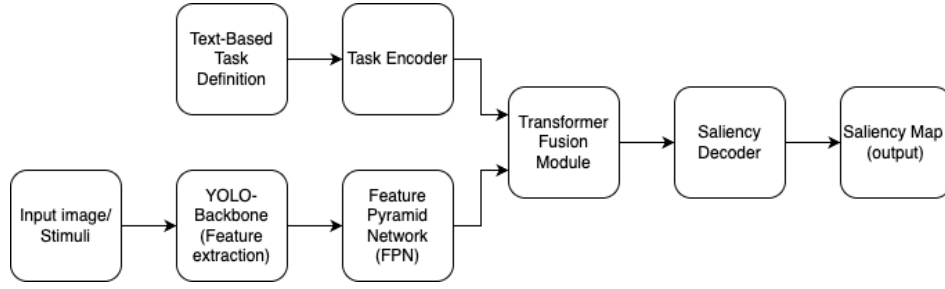 Text-Based
Task
Definition
Task Encoder
Transformer
Fusion
Module
Saliency
Decoder
Saliency Map
(output)
Input image/
Stimuli
YOLO-
Backbone
(Feature
extraction)
Feature
Pyramid
Network
(FPN)